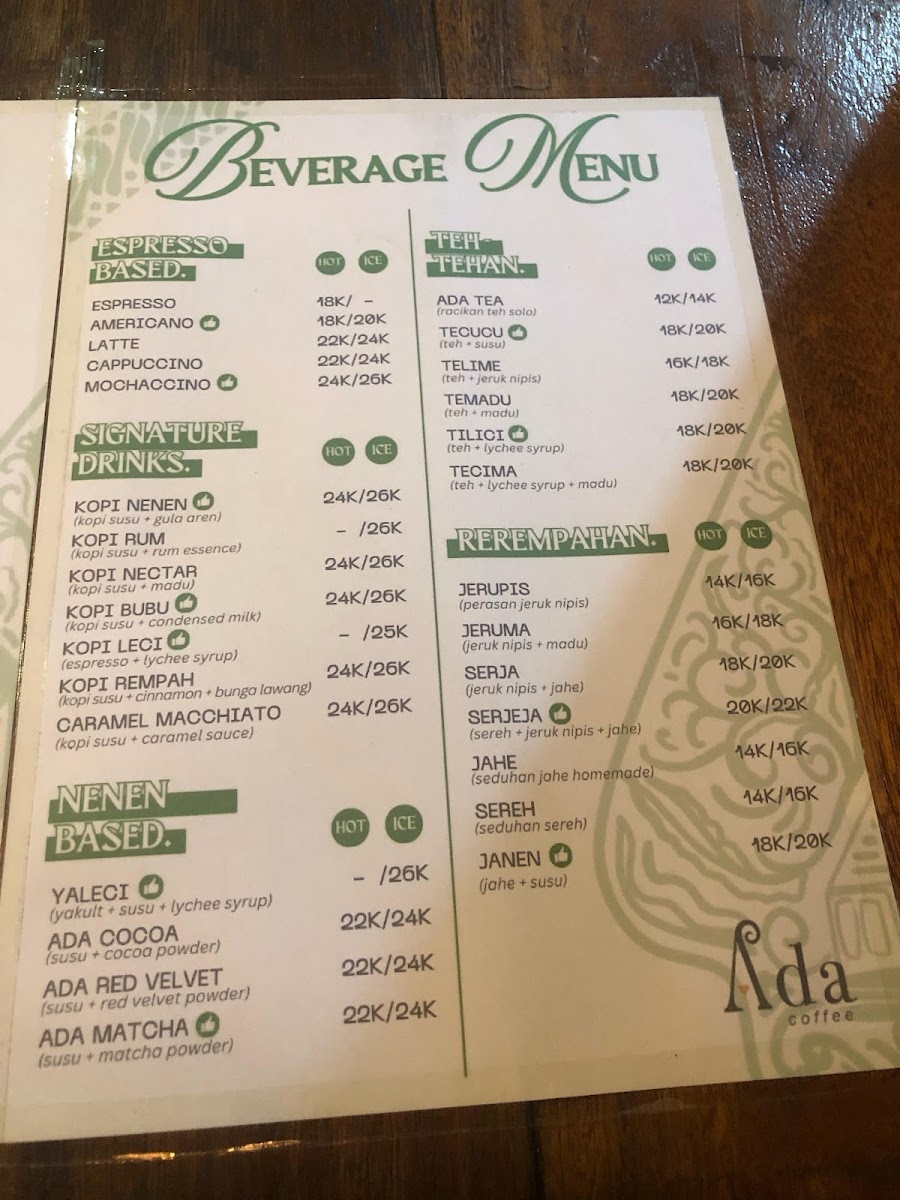 BEVERAGE MENU
ESPRESSO
BASED.
HOT ICE
ESPRESSO 18K/ -
AMERICANO 18K/20K
LATTE 22K/24K
CAPPUCCINO 22K/24K
MOCHACCINO 24K/26K
SIGNATURE
DRINKS.
HOT ICE
KOPI NENEN 24K/26K
(kopi susu + gula aren)
KOPI RUM - /26K
(kopi susu + rum essence)
KOPI NECTAR 24K/26K
(kopi susu + madu)
KOPI BUBU 24K/26K
(kopi susu + condensed milk)
KOPI LECI - /25K
(espresso + lychee syrup)
KOPI REMPAH 24K/26K
(kopi susu + cinnamon + bunga lawang)
CARAMEL MACCHIATO 24K/26K
(kopi susu + caramel sauce)
NENEN
BASED.
HOT ICE
YALECI - /26K
(yakult + susu + lychee syrup)
ADA COCOA 22K/24K
(susu + cocoa powder)
ADA RED VELVET 22K/24K
(susu + red velvet powder)
ADA MATCHA 22K/24K
(susu + matcha powder)
TEH-
TEHAN.
HOT ICE
ADA TEA 12K/14K
(racikan teh solo)
TECUCU 18K/20K
(teh + susu)
TELIME 16K/18K
(teh + jeruk nipis)
TEMADU 18K/20K
(teh + madu)
TILICI 18K/20K
(teh + lychee syrup)
TECIMA 18K/20K
(teh + lychee syrup + madu)
REREMPAHAN.
HOT ICE
JERUPIS 14K/16K
(perasan jeruk nipis)
JERUMA 16K/18K
(jeruk nipis + madu)
SERJA 18K/20K
(jeruk nipis + jahe)
SERJEJA 20K/22K
(sereh + jeruk nipis + jahe)
JAHE 14K/16K
(seduhan jahe homemade)
SEREH 14K/16K
(seduhan sereh)
JANEN 18K/20K
(jahe + susu)
Ada
coffee